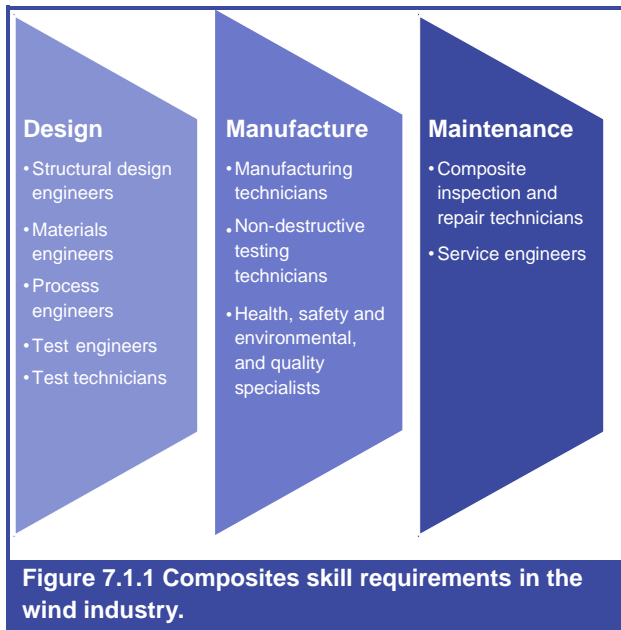 Design
•Structural design
engineers
•Materials
engineers
•Process
engineers
•Test engineers
•Test technicians
Manufacture
•Manufacturing
technicians
•Non-destructive
testing
technicians
•Health, safety and
environmental,
and quality
specialists
Maintenance
•Composite
inspection and
repair technicians
•Service engineers
Figure 7.1.1 Composites skill requirements in the
wind industry.